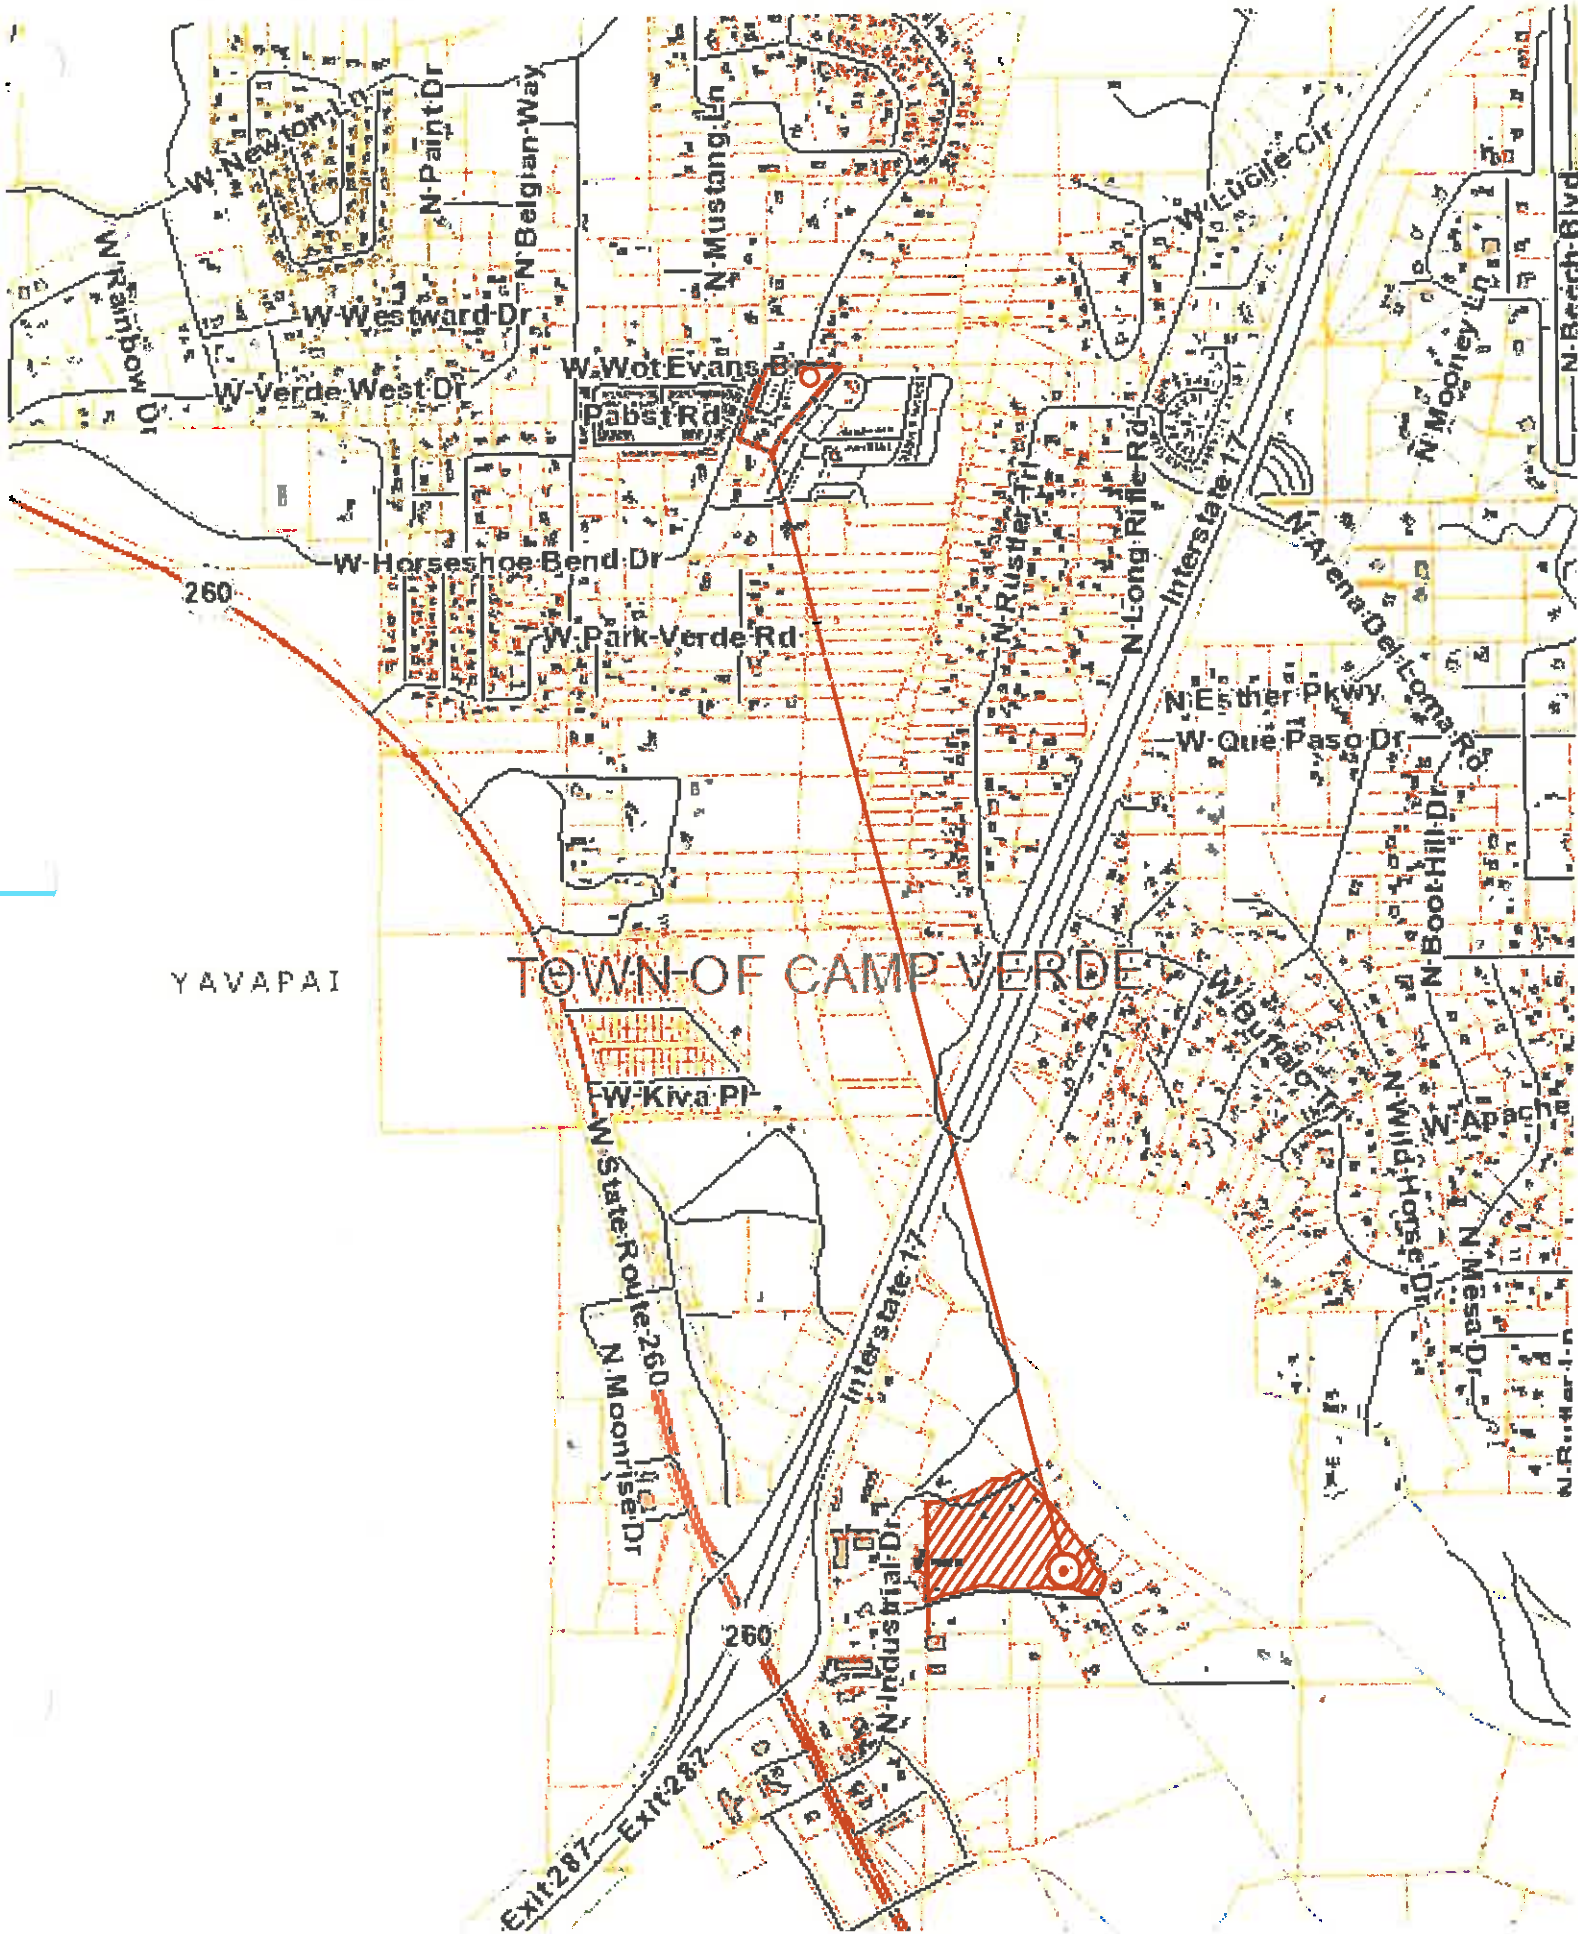 W Newton Ln
N Paint Dr
N Belgian Way
N Mustang Ln
W Lucille Cir
N Beech Blvd
W Rainbow Dr
W Westward Dr
W Verde West Dr
W Wot Evans B
Pabst Rd
N Mooney Ln
N Rustler Trl
N Long Rifle Rd
Interstate 17
N Arena Del Loma Rd
W Horseshoe Bend Dr
260
W Park Verde Rd
N Esther Pkwy
W Que Paso Dr
N Boot Hill Dr
YAVAPAI
TOWN OF CAMP VERDE
W Buffalo Trl
N Wild Horse Dr
W Apache
W Kiva Pl
W State Route 260
N Mesa Dr
Interstate 17
N Moonrise Dr
N Industrial Dr
260
Exit 287
Exit 287